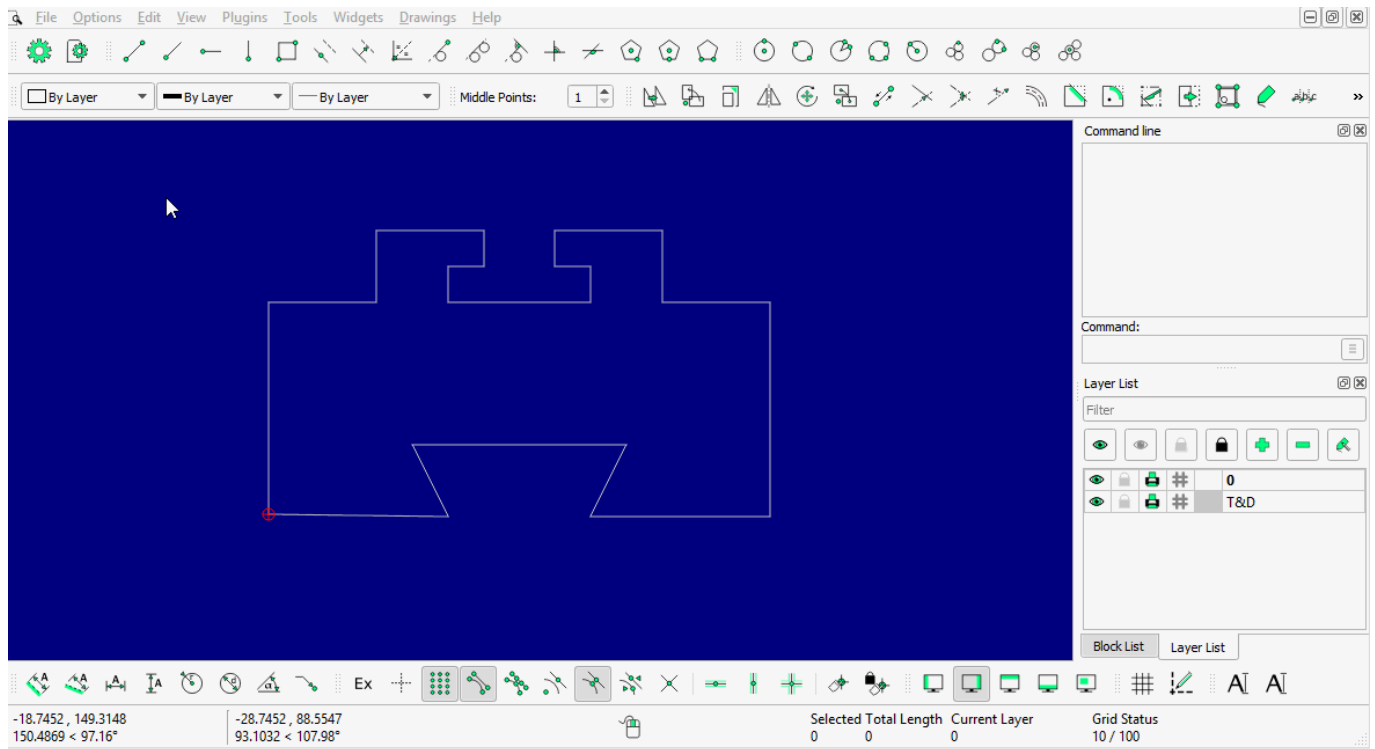 File Options Edit View Plugins Tools Widgets Drawings Help
By Layer By Layer By Layer Middle Points: 1 abc »
Command line
Command:
Layer List
Filter
0
T&D
Block List Layer List
A A A A Ex AI AI
-18.7452 , 149.3148 -28.7452 , 88.5547 Selected Total Length Current Layer Grid Status
150.4869 < 97.16° 93.1032 < 107.98° 0 0 0 10 / 100